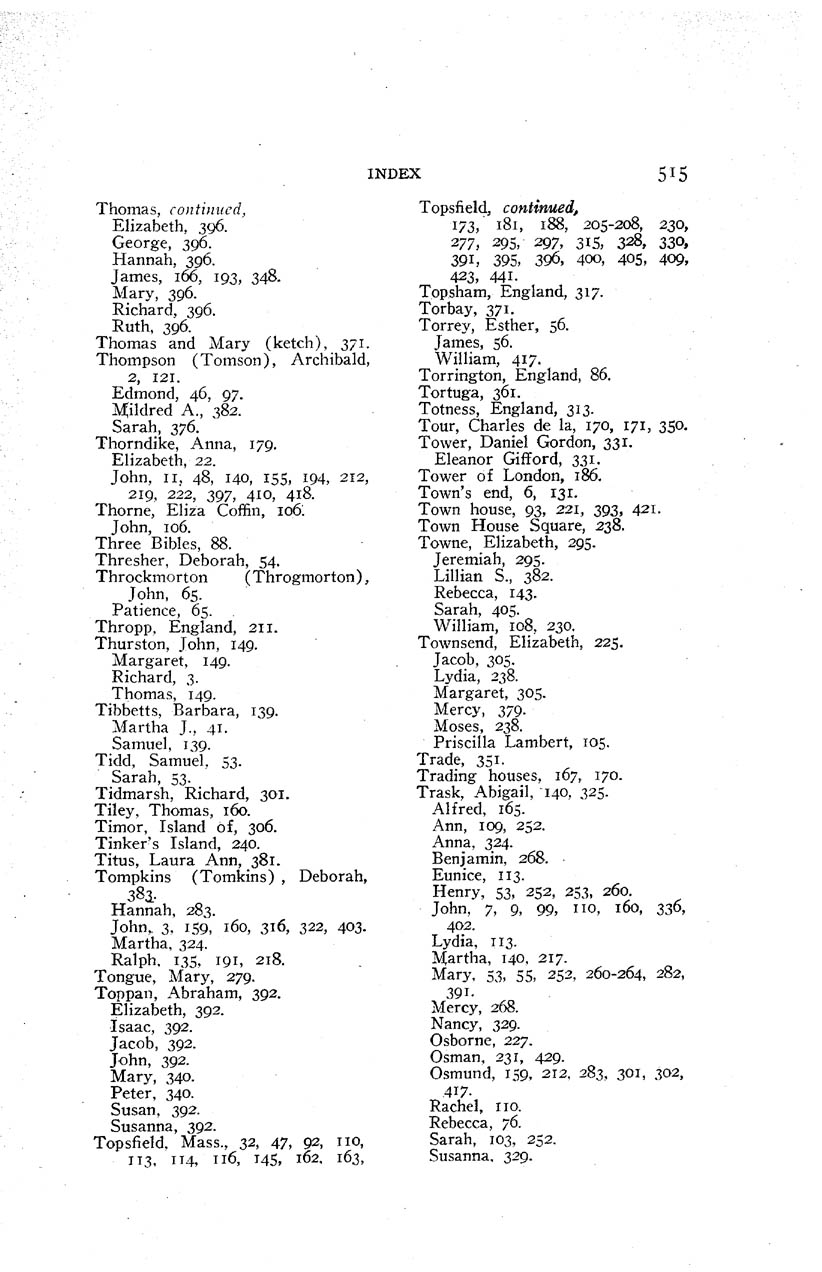 INDEX 515
Thomas, continued,
Elizabeth, 396.
George, 396.
Hannah, 396.
James, 166, 193, 348.
Mary, 396.
Richard, 396.
Ruth, 396.
Thomas and Mary (ketch), 371.
Thompson (Tomson), Archibald,
2, 121.
Edmond, 46, 97.
Mildred A., 382.
Sarah, 376.
Thorndike, Anna, 179.
Elizabeth, 22.
John, 11, 48, 140, 155, 194, 212,
219, 222, 397, 410, 418.
Thorne, Eliza Coffin, 106.
John, 106.
Three Bibles, 88.
Thresher, Deborah, 54.
Throckmorton (Throgmorton),
John, 65.
Patience, 65.
Thropp, England, 211.
Thurston, John, 149.
Margaret, 149.
Richard, 3.
Thomas, 149.
Tibbetts, Barbara, 139.
Martha J., 41.
Samuel, 139.
Tidd, Samuel, 53.
Sarah, 53.
Tidmarsh, Richard, 301.
Tiley, Thomas, 160.
Timor, Island of, 306.
Tinker's Island, 240.
Titus, Laura Ann, 381.
Tompkins (Tomkins) , Deborah,
383.
Hannah, 283.
John, 3, 159, 160, 316, 322, 403.
Martha, 324.
Ralph, 135, 191, 218.
Tongue, Mary, 279.
Toppan, Abraham, 392.
Elizabeth, 392.
Isaac, 392.
Jacob, 392.
John, 392.
Mary, 340.
Peter, 340.
Susan, 392.
Susanna, 392.
Topsfield, Mass., 32, 47, 92, 110,
113, 114, 116, 145, 162, 163,
Topsfield, continued,
173, 181, 188, 205-208, 230,
277, 295, 297, 315, 328, 330,
391, 395, 396, 400, 405, 409,
423, 441.
Topsham, England, 317.
Torbay, 371.
Torrey, Esther, 56.
James, 56.
William, 417.
Torrington, England, 86.
Tortuga, 361.
Totness, England, 313.
Tour, Charles de la, 170, 171, 350.
Tower, Daniel Gordon, 331.
Eleanor Gifford, 331.
Tower of London, 186.
Town's end, 6, 131.
Town house, 93, 221, 393, 421.
Town House Square, 238.
Towne, Elizabeth, 295.
Jeremiah, 295.
Lillian S., 382.
Rebecca, 143.
Sarah, 405.
William, 108, 230.
Townsend, Elizabeth, 225.
Jacob, 305.
Lydia, 238.
Margaret, 305.
Mercy, 379.
Moses, 238.
Priscilla Lambert, 105.
Trade, 351.
Trading houses, 167, 170.
Trask, Abigail, 140, 325.
Alfred, 165.
Ann, 109, 252.
Anna, 324.
Benjamin, 268.
Eunice, 113.
Henry, 53, 252, 253, 260.
John, 7, 9, 99, 110, 160, 336,
402.
Lydia, 113.
Martha, 140, 217.
Mary, 53, 55, 252, 260-264, 282,
391.
Mercy, 268.
Nancy, 329.
Osborne, 227.
Osman, 231, 429.
Osmund, 159, 212, 283, 301, 302,
417.
Rachel, 110.
Rebecca, 76.
Sarah, 103, 252.
Susanna, 329.